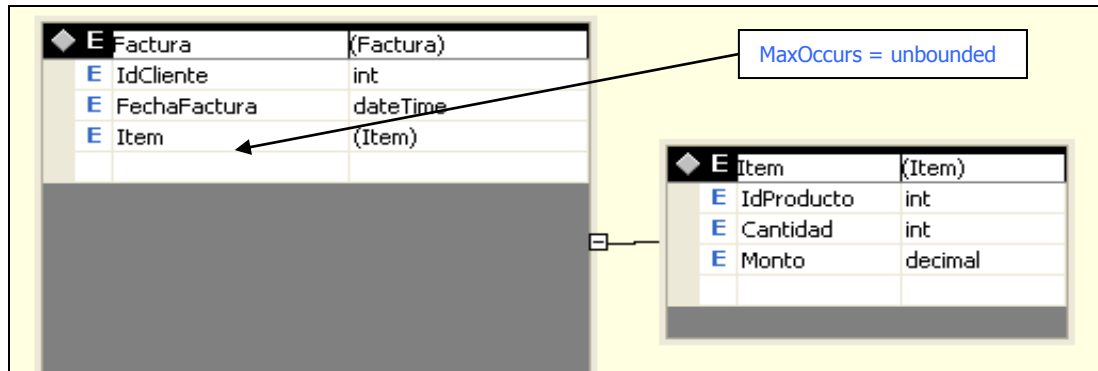 E Factura (Factura)
E IdCliente int
E FechaFactura dateTime
E Item (Item)
MaxOccurs = unbounded
E Item (Item)
E IdProducto int
E Cantidad int
E Monto decimal